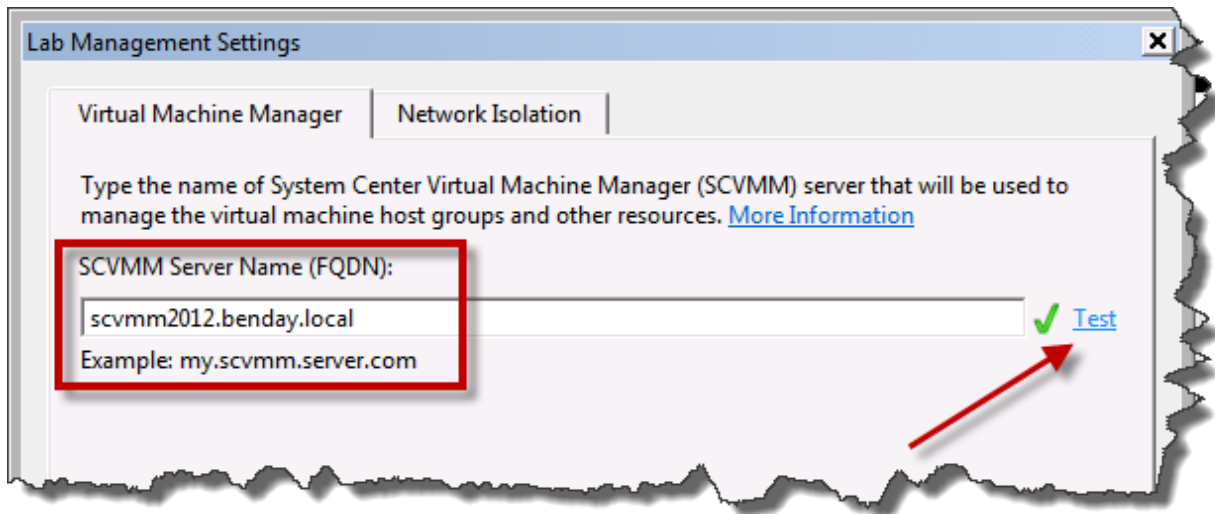 Lab Management Settings
Virtual Machine Manager
Network Isolation
Type the name of System Center Virtual Machine Manager (SCVMM) server that will be used to
manage the virtual machine host groups and other resources. More Information
SCVMM Server Name (FQDN):
scvmm2012.benday.local
Test
Example: my.scvmm.server.com